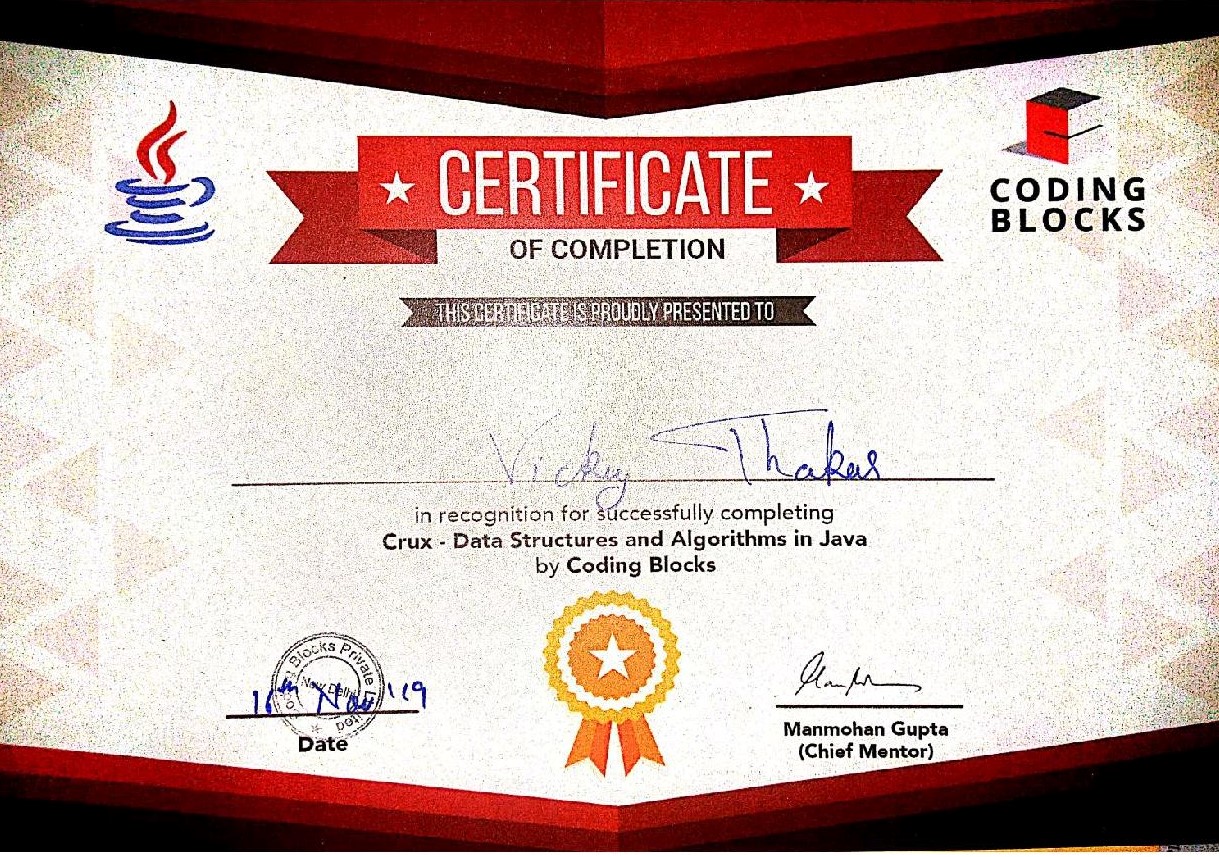 CODING
BLOCKS
CERTIFICATE
OF COMPLETION
THIS CERTIFICATE IS PROUDLY PRESENTED TO
Vicky Thakur
in recognition for successfully completing
Crux - Data Structures and Algorithms in Java
by Coding Blocks
Blocks Private
New Delhi
Nov '19
Date
Manmohan Gupta
(Chief Mentor)